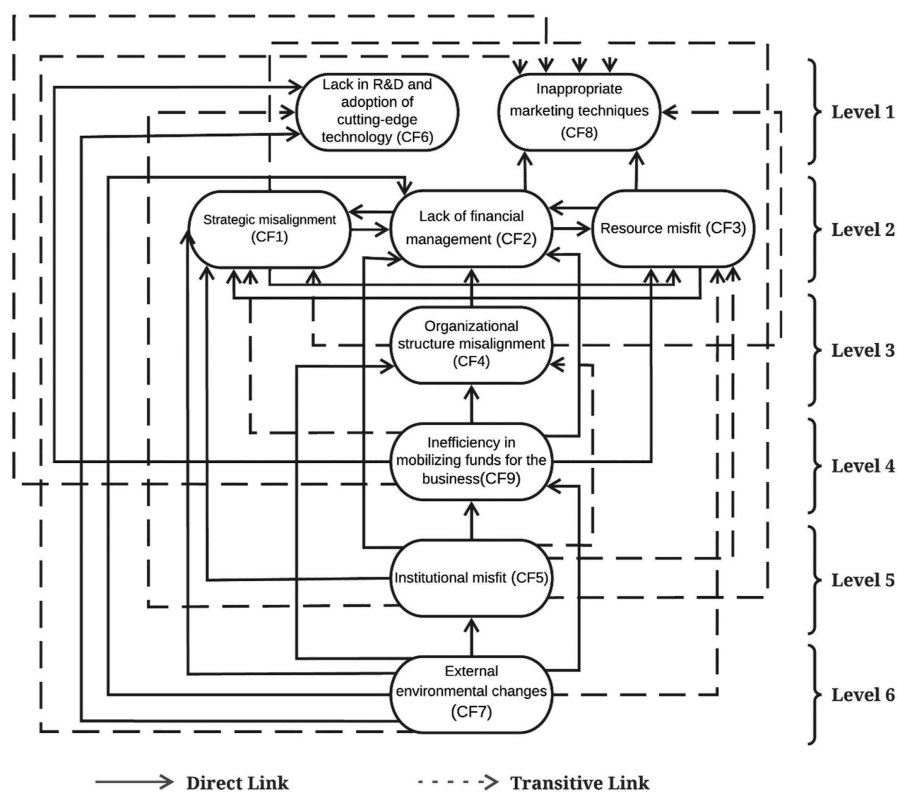 Lack in R&D and
adoption of
cutting-edge
technology (CF6)
Inappropriate
marketing techniques
(CF8)
Level 1
Strategic misalignment
(CF1)
Lack of financial
management (CF2)
Resource misfit (CF3)
Level 2
Organizational
structure misalignment
(CF4)
Level 3
Inefficiency in
mobilizing funds for the
business(CF9)
Level 4
Institutional misfit (CF5)
Level 5
External
environmental changes
(CF7)
Level 6
Direct Link
Transitive Link